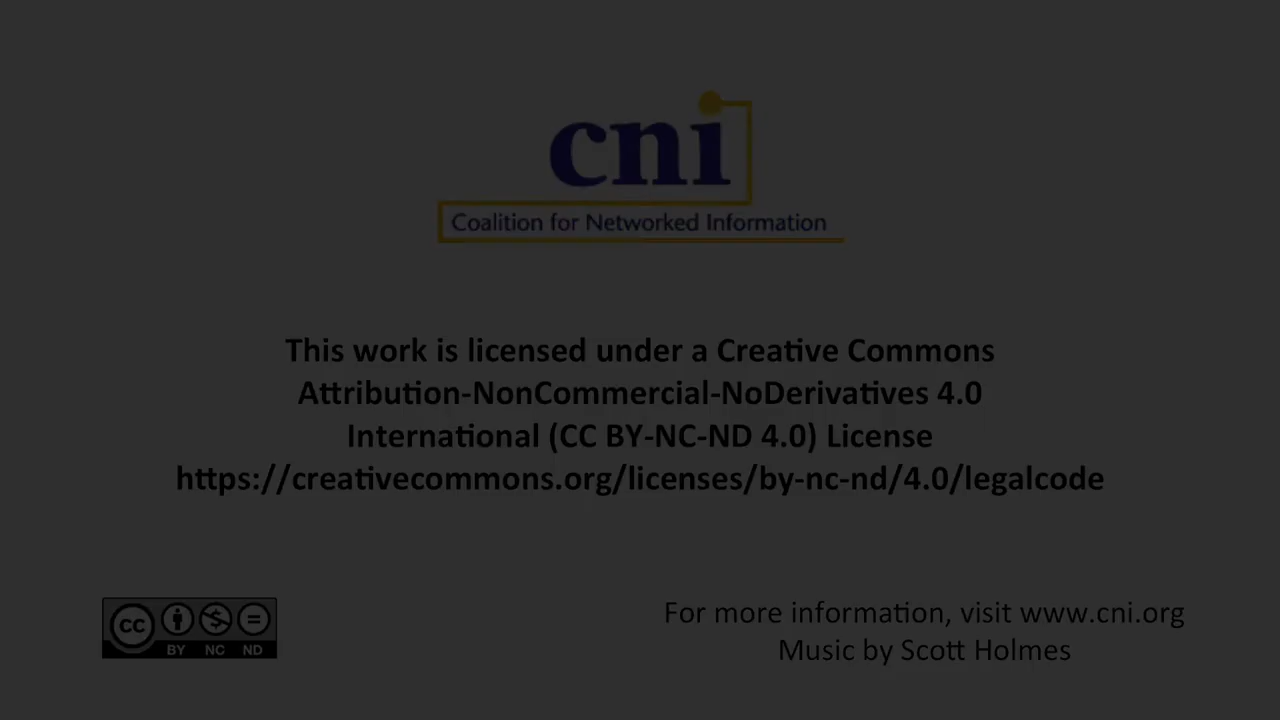 cni
Coalition for Networked Information
This work is licensed under a Creative Commons
Attribution-NonCommercial-NoDerivatives 4.0
International (CC BY-NC-ND 4.0) License
https://creativecommons.org/licenses/by-nc-nd/4.0/legalcode
cc
BY NC ND
For more information, visit www.cni.org
Music by Scott Holmes